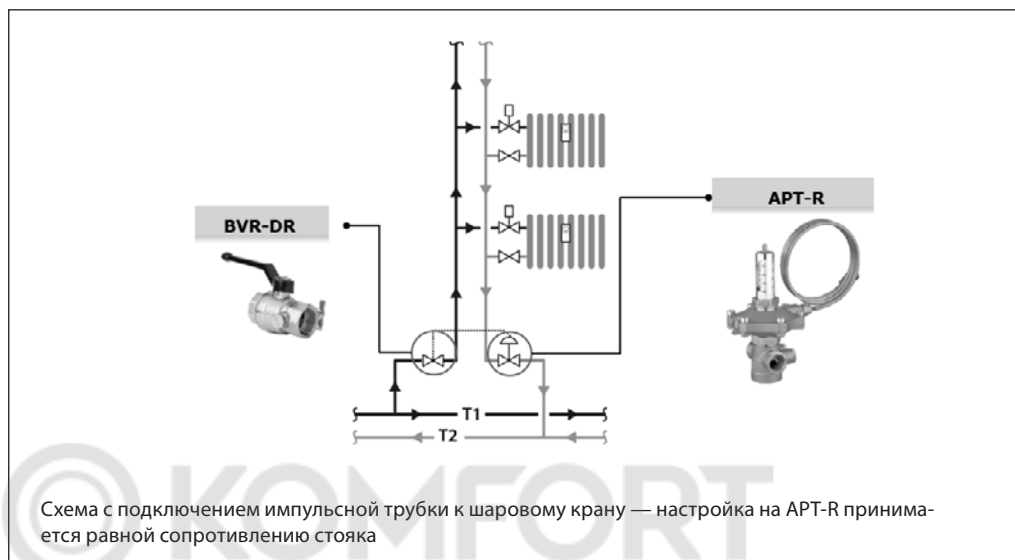 BVR-DR
APT-R
T1
T2
KOMFORT
Схема с подключением импульсной трубки к шаровому крану — настройка на APT-R принима-
ется равной сопротивлению стояка